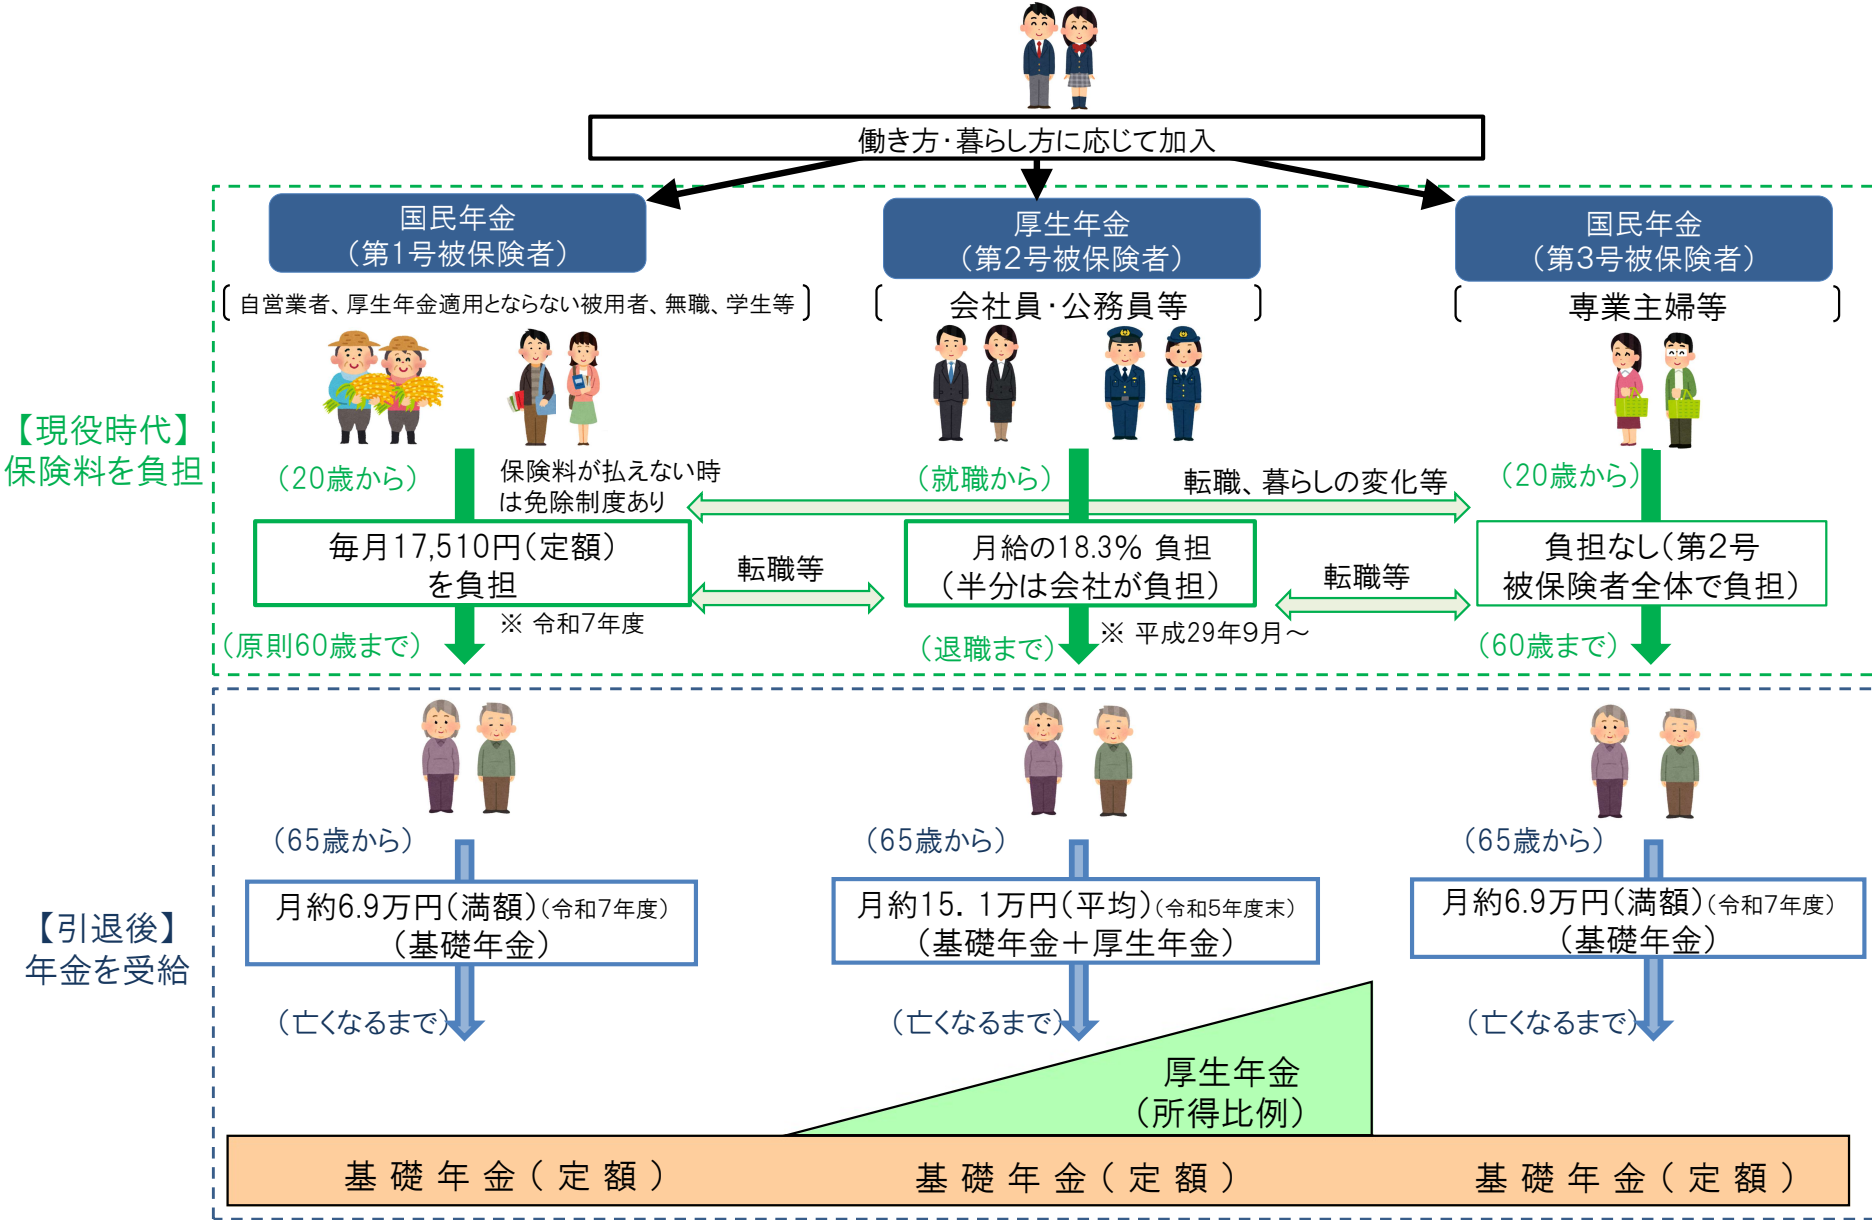 働き方・暮らし方に応じて加入
国民年金
（第1号被保険者）
厚生年金
（第2号被保険者）
国民年金
（第3号被保険者）
自営業者、厚生年金適用とならない被用者、無職、学生等
会社員・公務員等
専業主婦等
【現役時代】
保険料を負担
（20歳から）
保険料が払えない時
は免除制度あり
（就職から）
転職、暮らしの変化等
（20歳から）
毎月17,510円（定額）
を負担
転職等
月給の18.3% 負担
（半分は会社が負担）
転職等
負担なし（第2号
被保険者全体で負担）
※ 令和7年度
※ 平成29年9月～
（原則60歳まで）
（退職まで）
（60歳まで）
【引退後】
年金を受給
（65歳から）
（65歳から）
（65歳から）
月約6.9万円（満額）（令和7年度）
（基礎年金）
月約15．1万円（平均）（令和5年度末）
（基礎年金＋厚生年金）
月約6.9万円（満額）（令和7年度）
（基礎年金）
（亡くなるまで）
（亡くなるまで）
（亡くなるまで）
厚生年金
（所得比例）
基礎年金（定額）
基礎年金（定額）
基礎年金（定額）